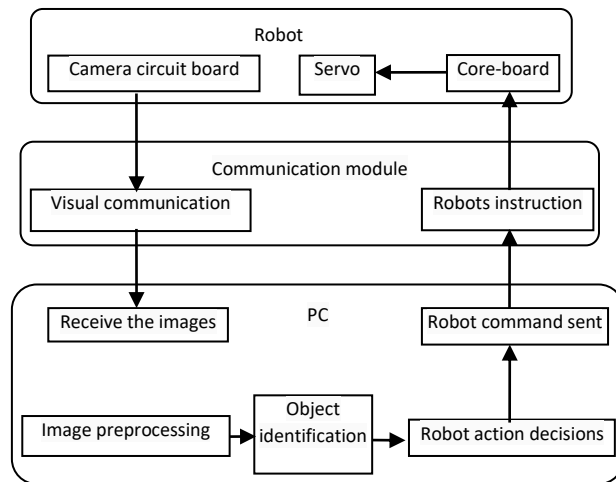 Robot
Camera circuit board
Servo
Core-board
Communication module
Visual communication
Robots instruction
Receive the images
PC
Robot command sent
Image preprocessing
Object
identification
Robot action decisions